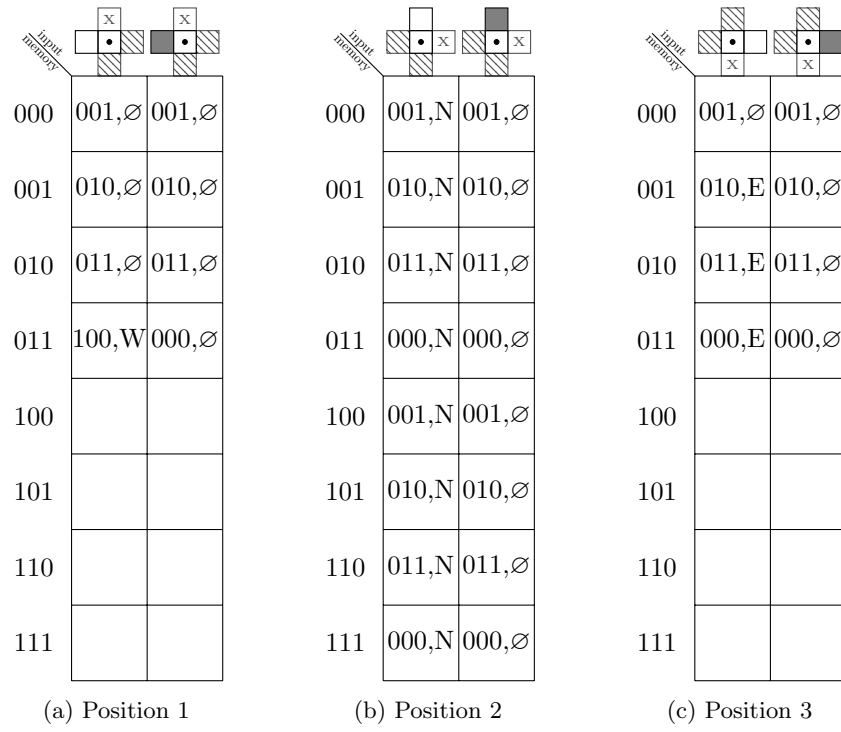 x x x x
input input input
memory memory memory
x x
000 001,∅ 001,∅ 000 001,N 001,∅ 000 001,∅ 001,∅
001 010,∅ 010,∅ 001 010,N 010,∅ 001 010,E 010,∅
010 011,∅ 011,∅ 010 011,N 011,∅ 010 011,E 011,∅
011 100,W 000,∅ 011 000,N 000,∅ 011 000,E 000,∅
100 100 001,N 001,∅ 100
101 101 010,N 010,∅ 101
110 110 011,N 011,∅ 110
111 111 000,N 000,∅ 111
(a) Position 1 (b) Position 2 (c) Position 3